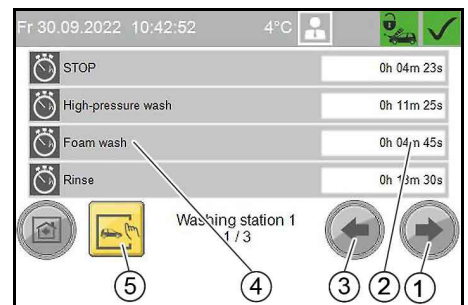 Fr 30.09.2022 10:42:52 4°C
STOP 0h 04m 23s
High-pressure wash 0h 11m 25s
Foam wash 0h 04m 45s
Rinse 0h 13m 30s
Washing station 1
1 / 3
5 4 3 2 1